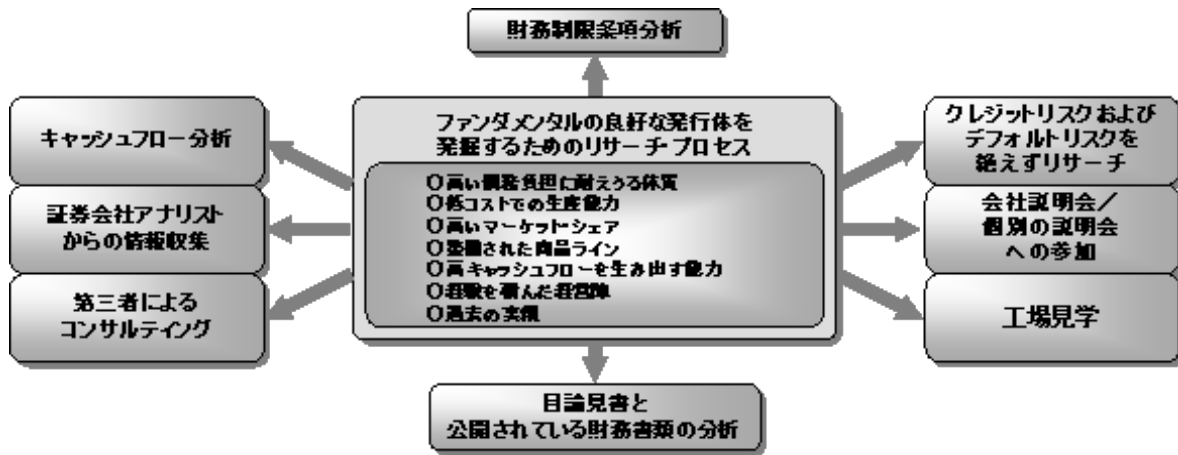 財務制限条項分析
キャッシュフロー分析
証券会社アナリスト
からの情報収集
第三者による
コンサルティング
ファンダメンタルの良好な発行体を
発掘するためのリサーチ・プロセス
○高い債務負担に耐えうる体質
○低コストでの生産能力
○高いマーケット・シェア
○整備された商品ライン
○高キャッシュフローを生み出す能力
○経験を積んだ経営陣
○過去の実績
クレジットリスクおよび
デフォルトリスクを
絶えずリサーチ
会社説明会/
個別の説明会
への参加
工場見学
目論見書と
公開されている財務書類の分析